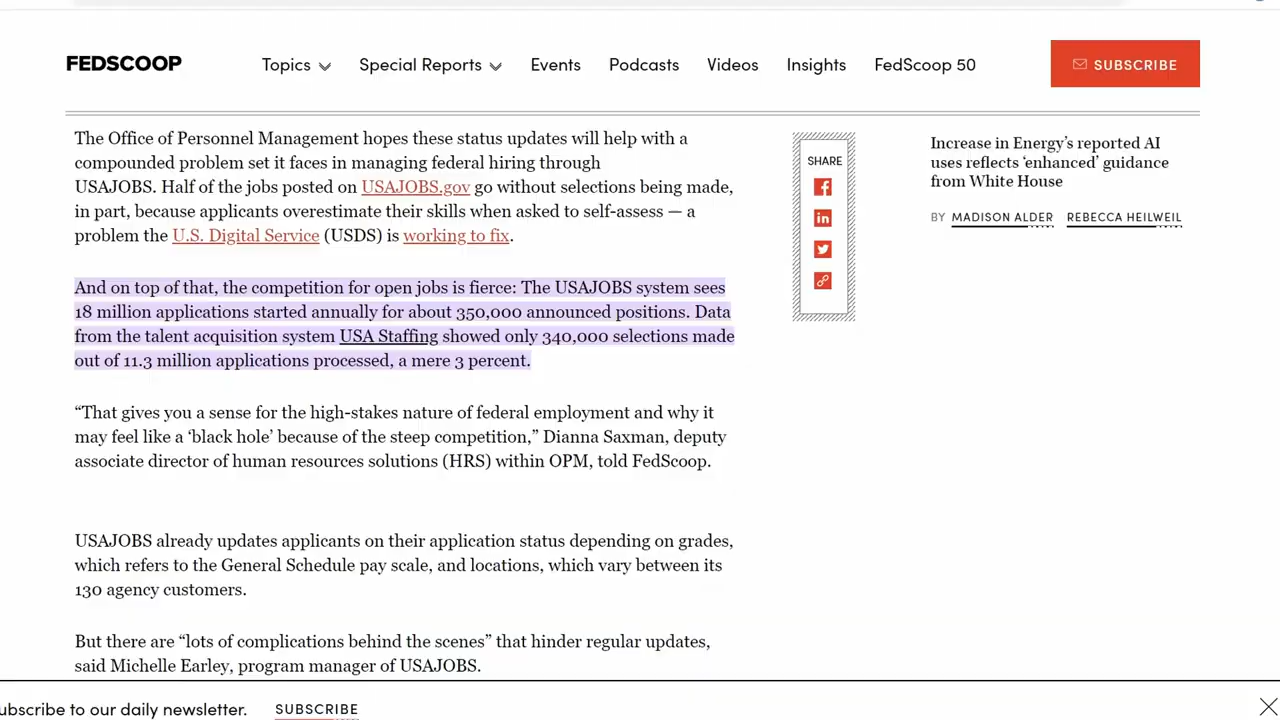 FEDSCOOP
Topics
Special Reports
Events
Podcasts
Videos
Insights
FedScoop 50
SUBSCRIBE
The Office of Personnel Management hopes these status updates will help with a
compounded problem set it faces in managing federal hiring through
USAJOBS. Half of the jobs posted on USAJOBS.gov go without selections being made,
in part, because applicants overestimate their skills when asked to self-assess — a
problem the U.S. Digital Service (USDS) is working to fix.
And on top of that, the competition for open jobs is fierce: The USAJOBS system sees
18 million applications started annually for about 350,000 announced positions. Data
from the talent acquisition system USA Staffing showed only 340,000 selections made
out of 11.3 million applications processed, a mere 3 percent.
“That gives you a sense for the high-stakes nature of federal employment and why it
may feel like a ‘black hole’ because of the steep competition,” Dianna Saxman, deputy
associate director of human resources solutions (HRS) within OPM, told FedScoop.
USAJOBS already updates applicants on their application status depending on grades,
which refers to the General Schedule pay scale, and locations, which vary between its
130 agency customers.
But there are “lots of complications behind the scenes” that hinder regular updates,
said Michelle Earley, program manager of USAJOBS.
SHARE
Increase in Energy’s reported AI
uses reflects ‘enhanced’ guidance
from White House
BY MADISON ALDER REBECCA HEILWEIL
ubscribe to our daily newsletter.
SUBSCRIBE